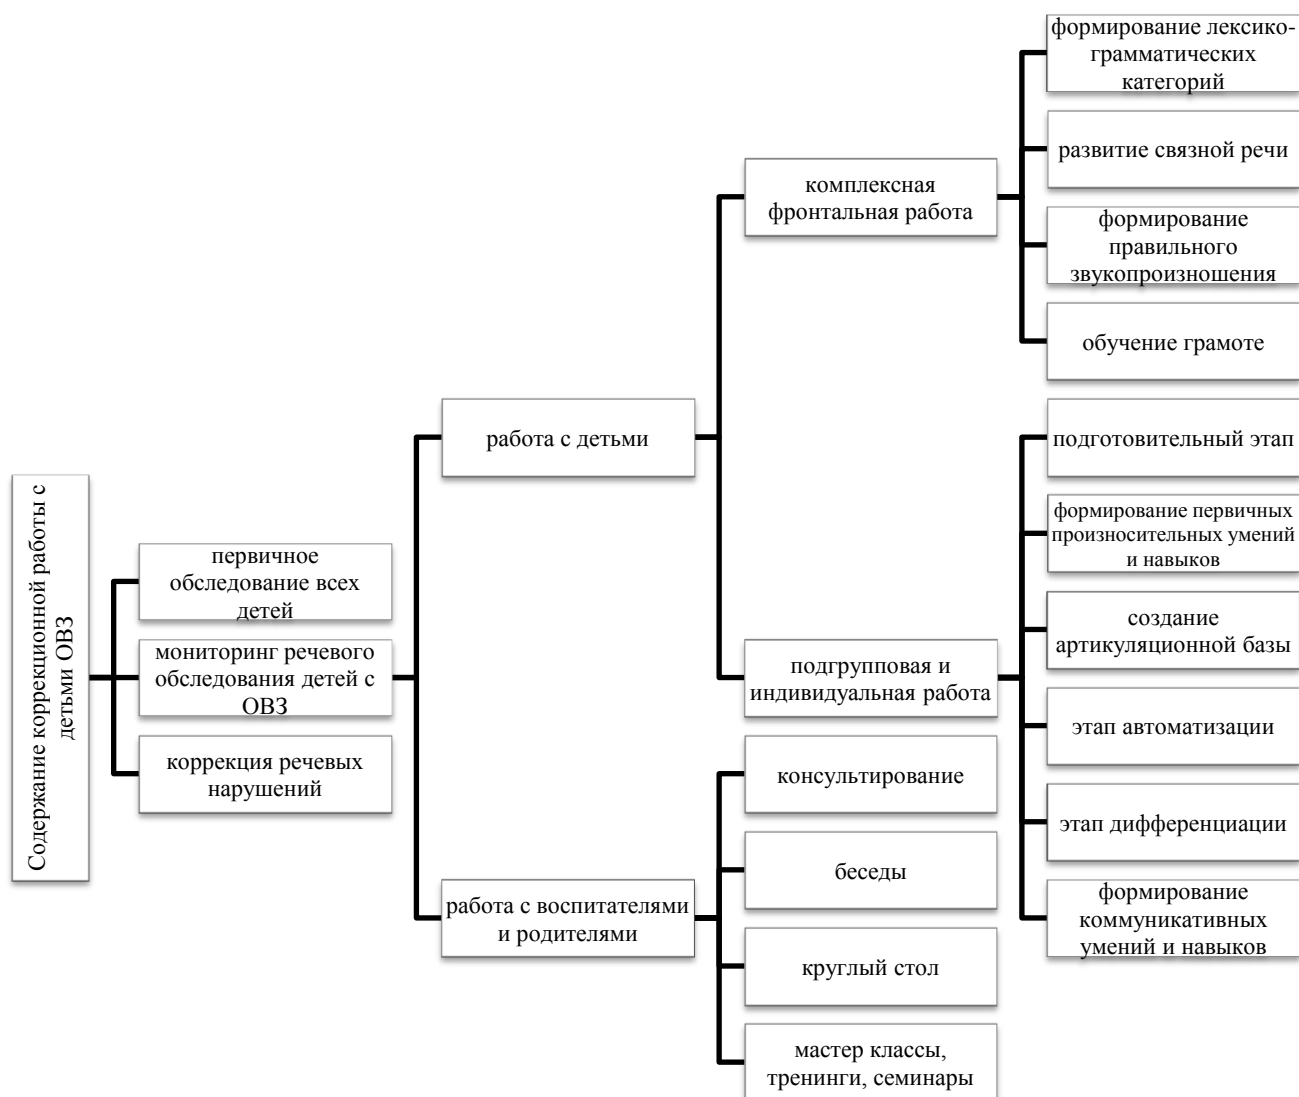 Содержание коррекционной работы с
детьми ОВЗ
первичное
обследование всех
детей
мониторинг речевого
обследования детей с
ОВЗ
коррекция речевых
нарушений
работа с детьми
работа с воспитателями
и родителями
комплексная
фронтальная работа
подгрупповая и
индивидуальная работа
консультирование
беседы
круглый стол
мастер классы,
тренинги, семинары
формирование лексико-
грамматических
категорий
развитие связной речи
формирование
правильного
звукопроизношения
обучение грамоте
подготовительный этап
формирование первичных
произносительных умений
и навыков
создание
артикуляционной базы
этап автоматизации
этап дифференциации
формирование
коммуникативных
умений и навыков